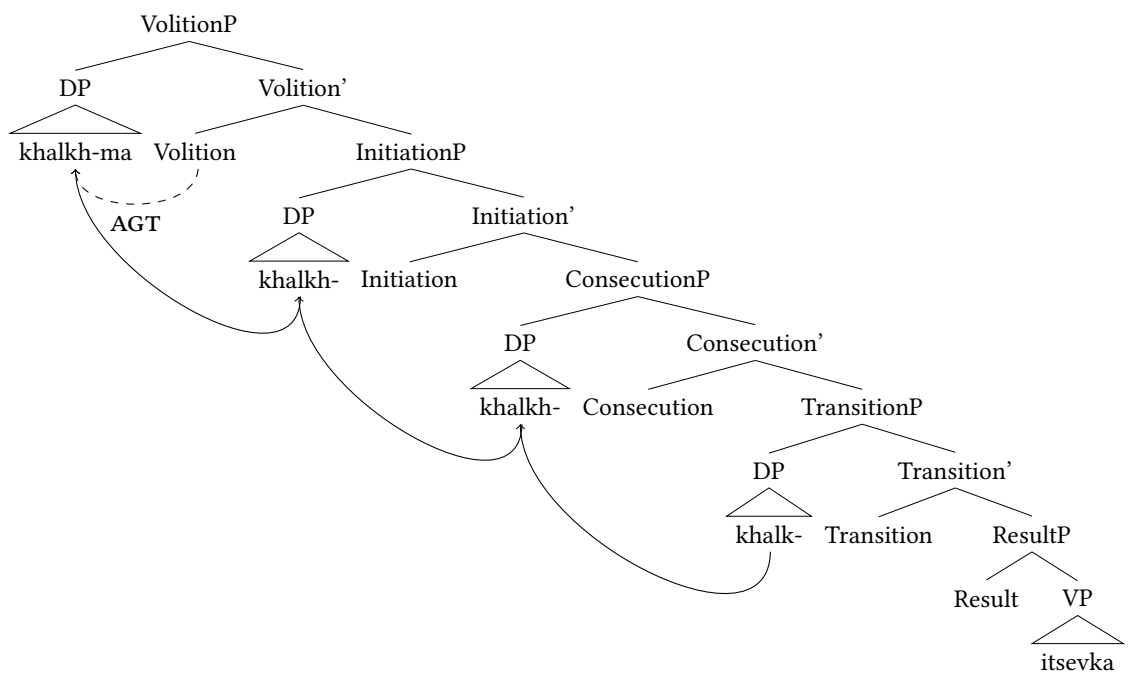 VolitionP
DP Volition’
khalkh-ma Volition InitiationP
AGT DP Initiation’
khalkh- Initiation ConsecutionP
DP Consecution’
khalkh- Consecution TransitionP
DP Transition’
khalk- Transition ResultP
Result VP
itsevka